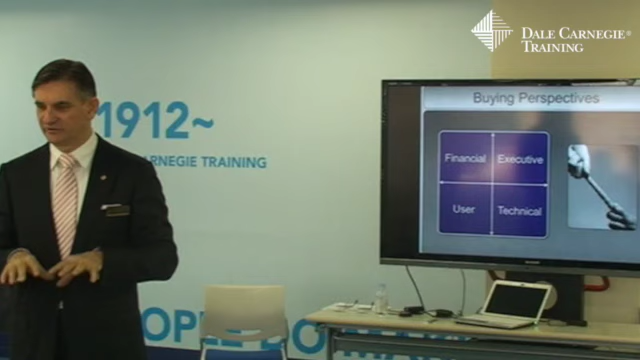 DALE CARNEGIE®
TRAINING
1912~
CARNEGIE TRAINING
Buying Perspectives
Financial
Executive
User
Technical